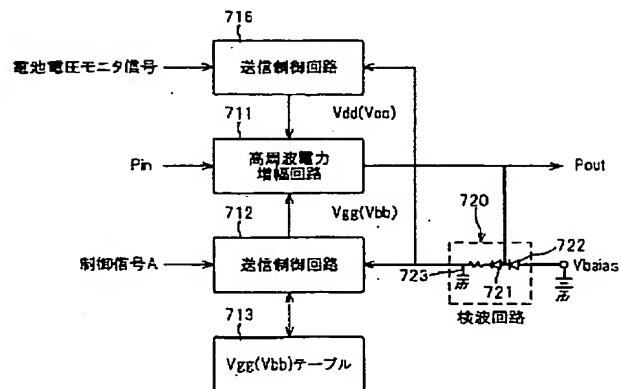 716
電池電圧モニタ信号
送信制御回路
711
Vdd(Vcc)
Pin
高周波電力
増幅回路
Pout
712
Vgg(Vbb)
720
722
制御信号A
送信制御回路
723
721
Vbaias
検波回路
713
Vgg(Vbb)テーブル